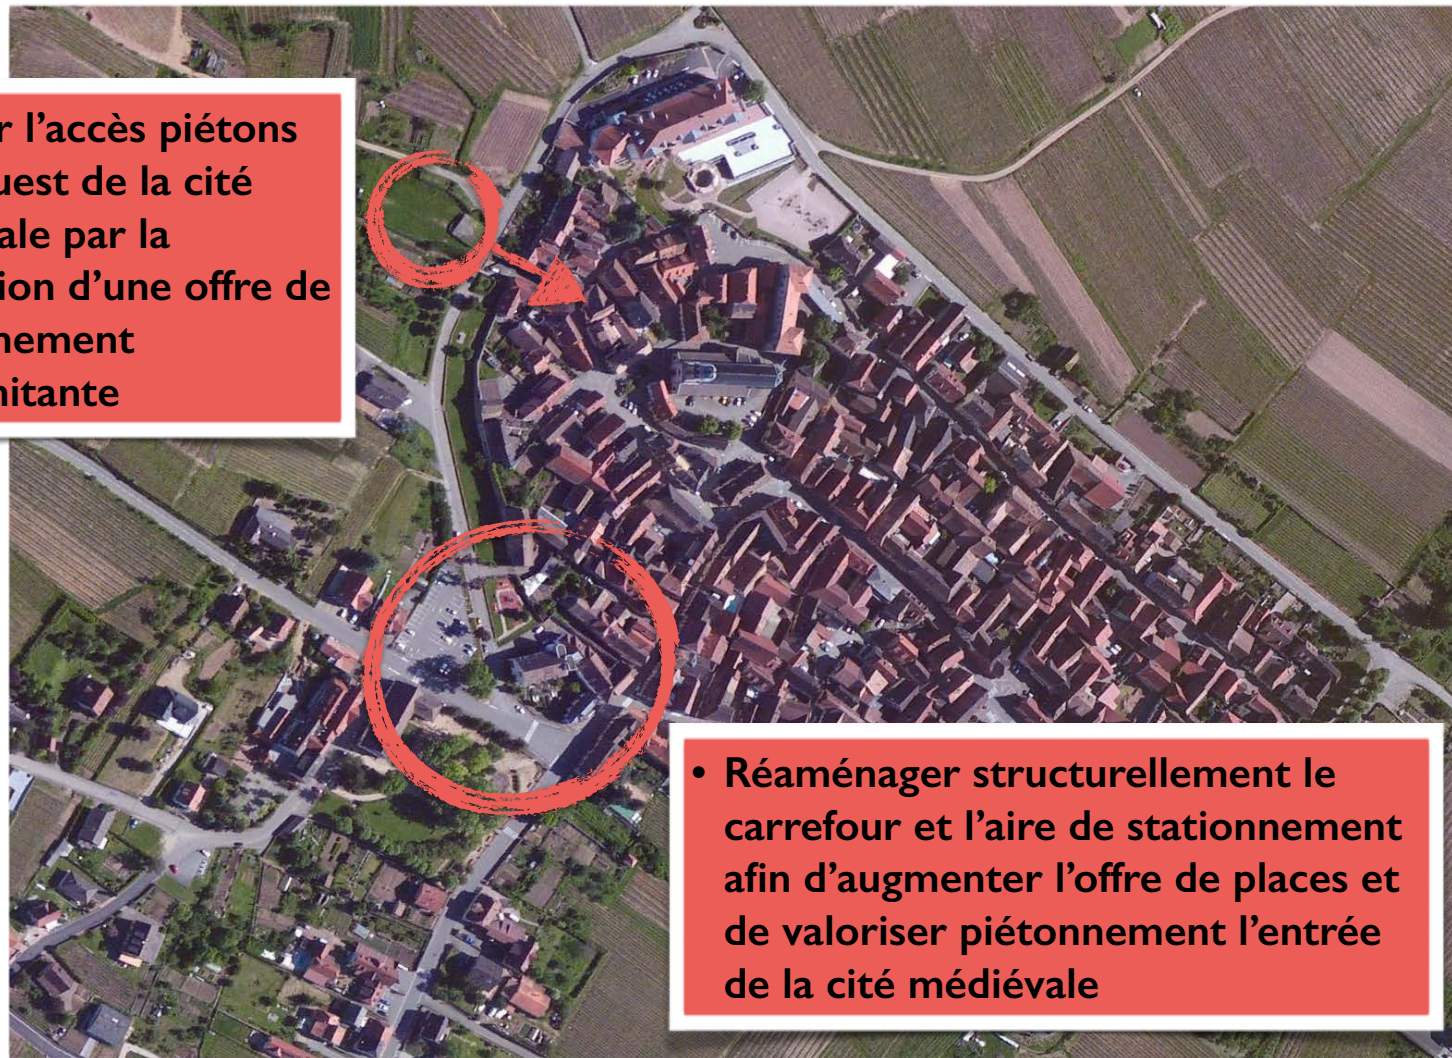 r l’accès piétons
uest de la cité
ale par la
ion d’une offre de
nement
nitante
• Réaménager structurellement le
carrefour et l’aire de stationnement
afin d’augmenter l’offre de places et
de valoriser piétonnement l’entrée
de la cité médiévale